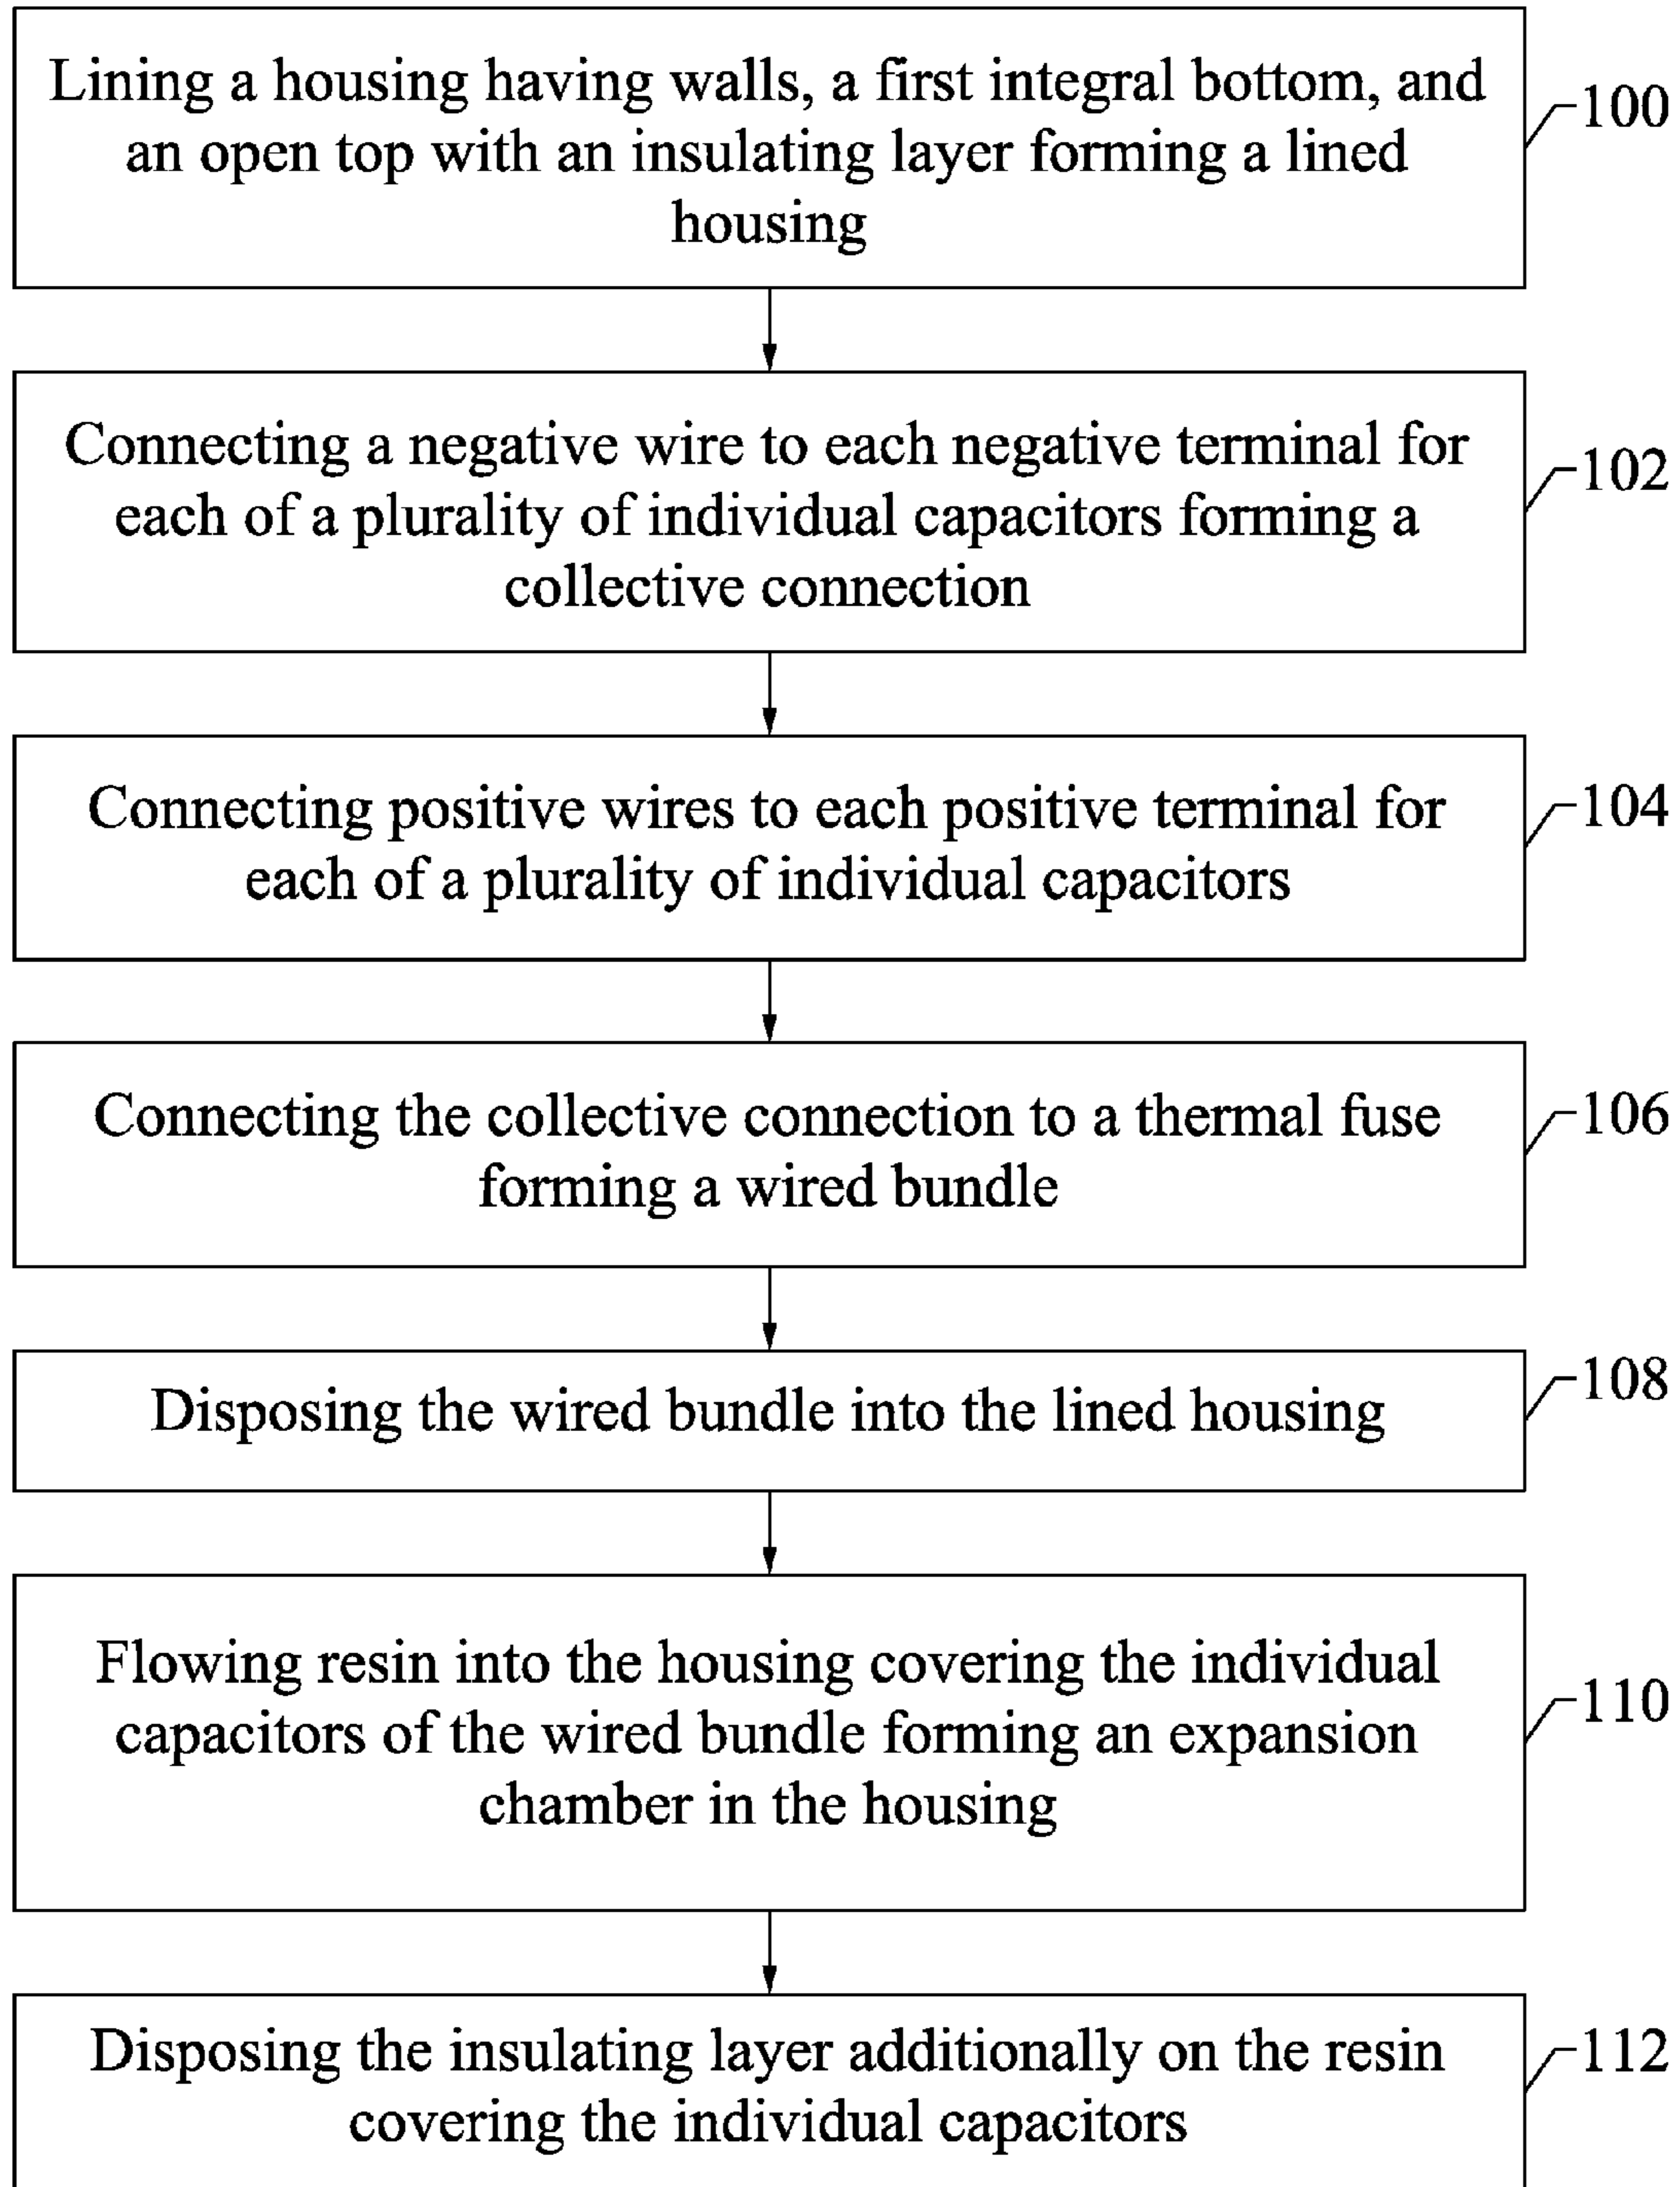 Lining a housing having walls, a first integral bottom, and
an open top with an insulating layer forming a lined
housing
100
Connecting a negative wire to each negative terminal for
each of a plurality of individual capacitors forming a
collective connection
102
Connecting positive wires to each positive terminal for
each of a plurality of individual capacitors
104
Connecting the collective connection to a thermal fuse
forming a wired bundle
106
Disposing the wired bundle into the lined housing
108
Flowing resin into the housing covering the individual
capacitors of the wired bundle forming an expansion
chamber in the housing
110
Disposing the insulating layer additionally on the resin
covering the individual capacitors
112